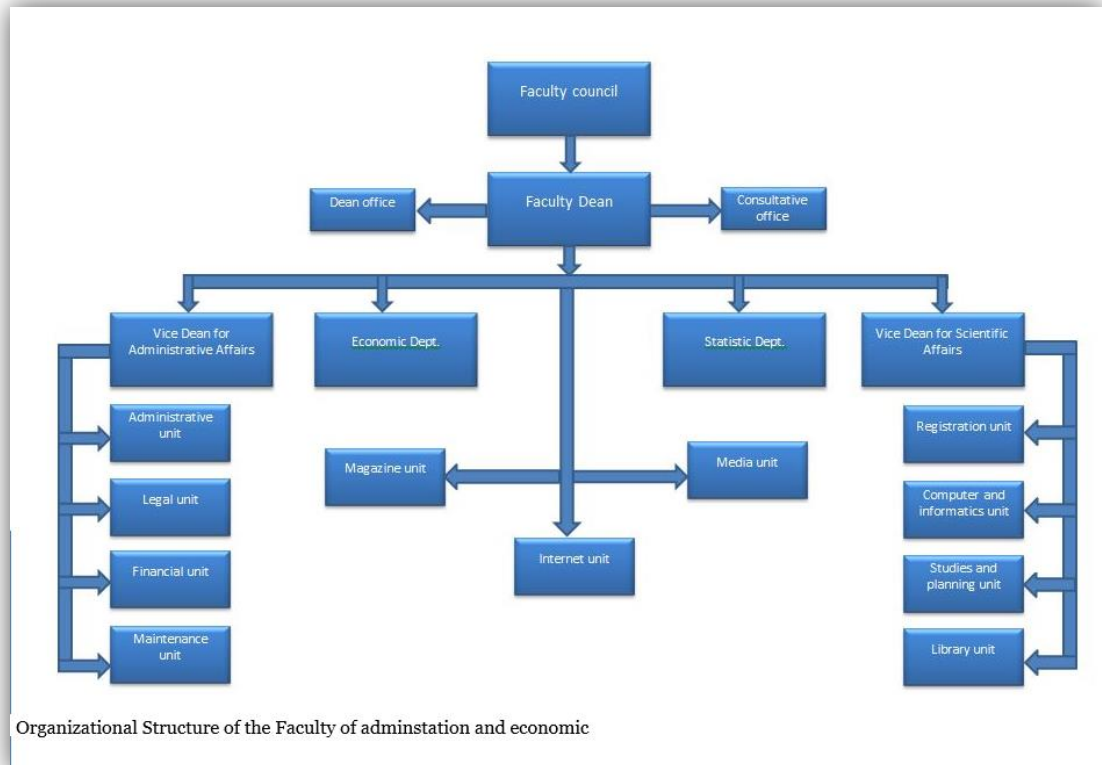 Faculty council
Faculty Dean
Dean office
Consultative
office
Vice Dean for
Administrative Affairs
Economic Dept.
Statistic Dept.
Vice Dean for Scientific
Affairs
Administrative
unit
Legal unit
Financial unit
Maintenance
unit
Magazine unit
Media unit
Internet unit
Registration unit
Computer and
informatics unit
Studies and
planning unit
Library unit
Organizational Structure of the Faculty of adminstation and economic